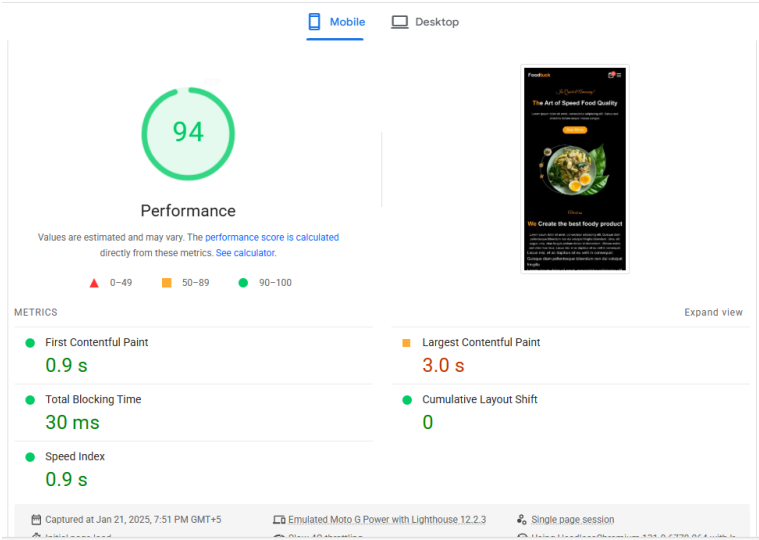 Mobile
Desktop
94
Performance
Values are estimated and may vary. The performance score is calculated
directly from these metrics. See calculator.
0–49
50–89
90–100
Foodtuck
The Art of Speed Food Quality
We Create the best foody product
METRICS
Expand view
First Contentful Paint
0.9 s
Largest Contentful Paint
3.0 s
Total Blocking Time
30 ms
Cumulative Layout Shift
0
Speed Index
0.9 s
Captured at Jan 21, 2025, 7:51 PM GMT+5
Emulated Moto G Power with Lighthouse 12.2.3
Single page session